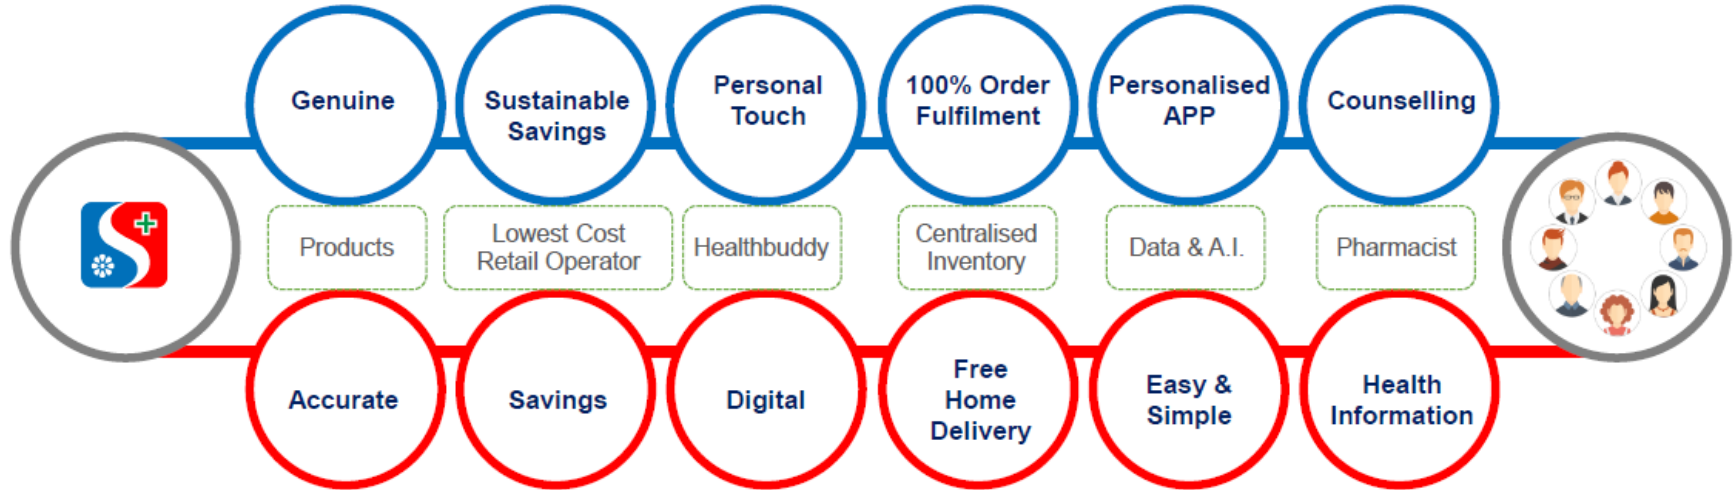 Genuine
Sustainable
Savings
Personal
Touch
100% Order
Fulfilment
Personalised
APP
Counselling
Products
Lowest Cost
Retail Operator
Healthbuddy
Centralised
Inventory
Data & A.I.
Pharmacist
Accurate
Savings
Digital
Free
Home
Delivery
Easy &
Simple
Health
Information